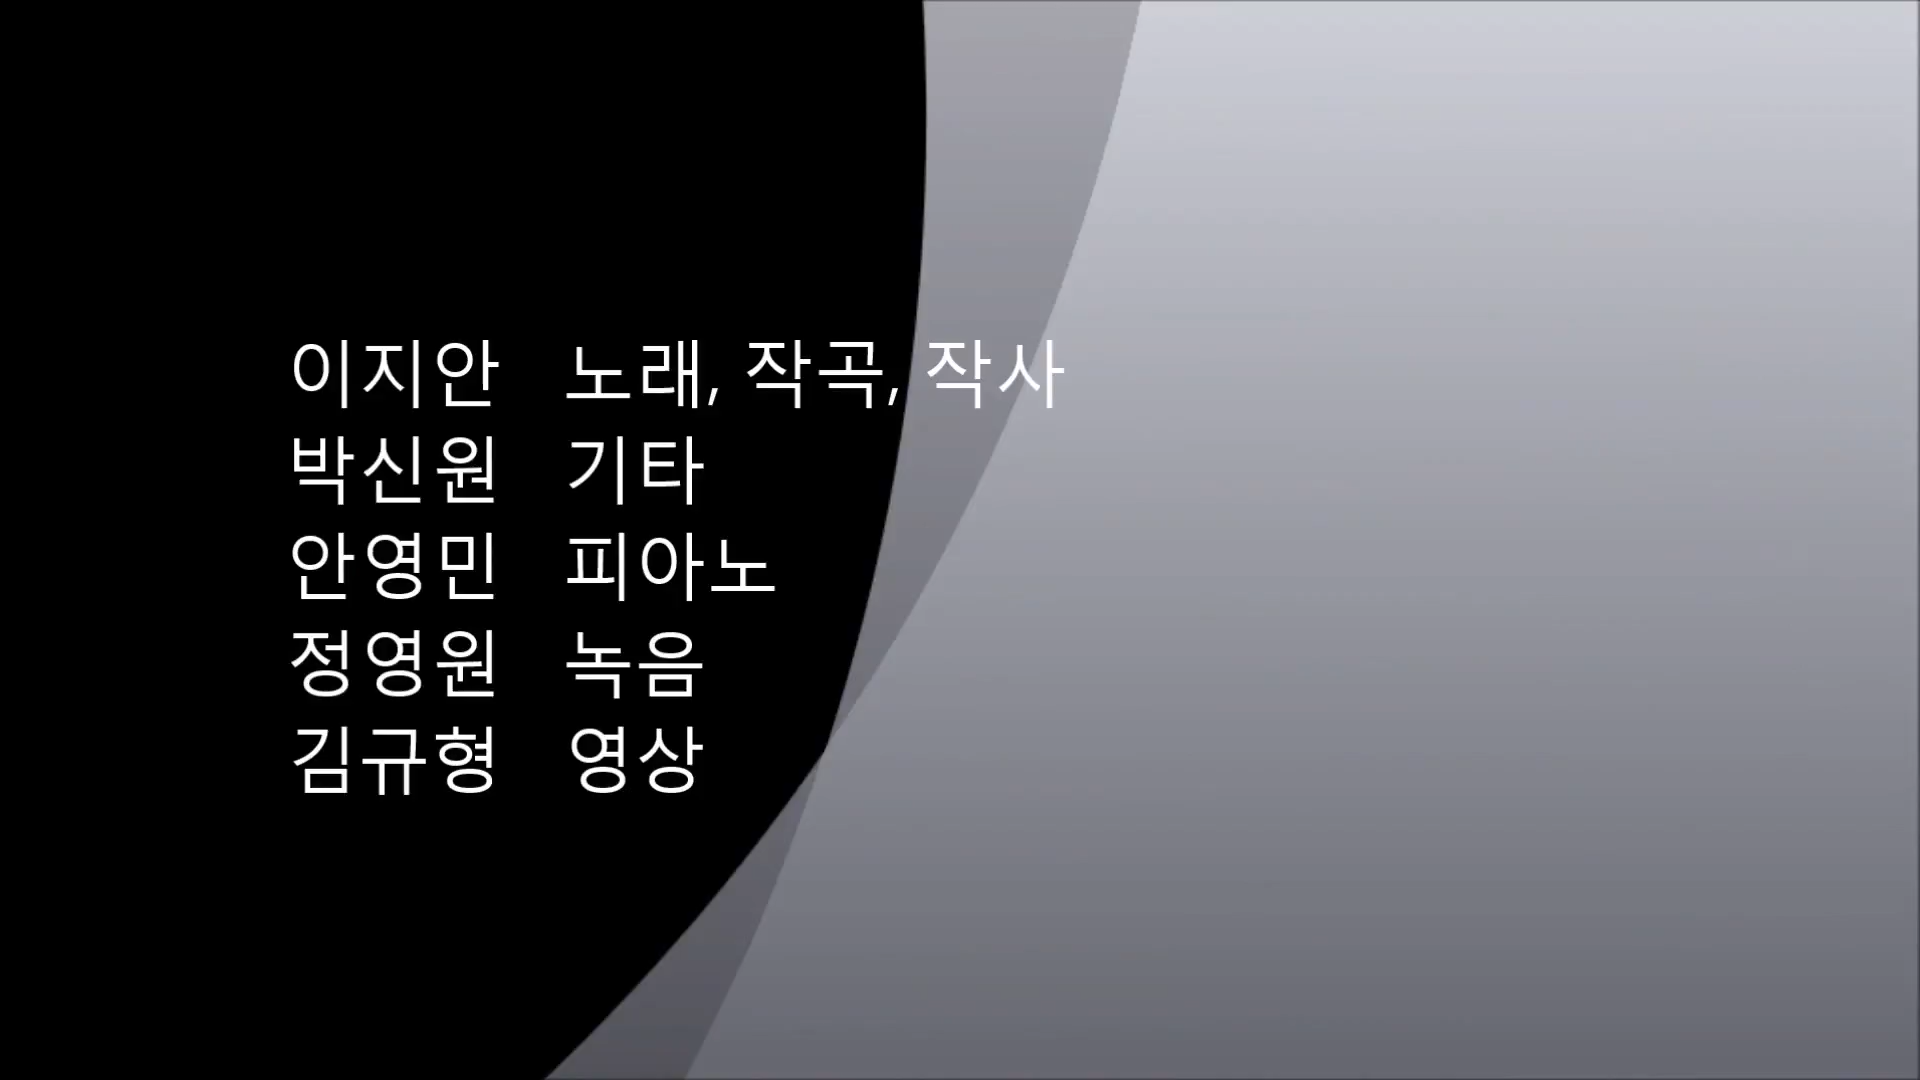 이지안 노래, 작곡, 작사
박신원 기타
안영민 피아노
정영원 녹음
김규형 영상